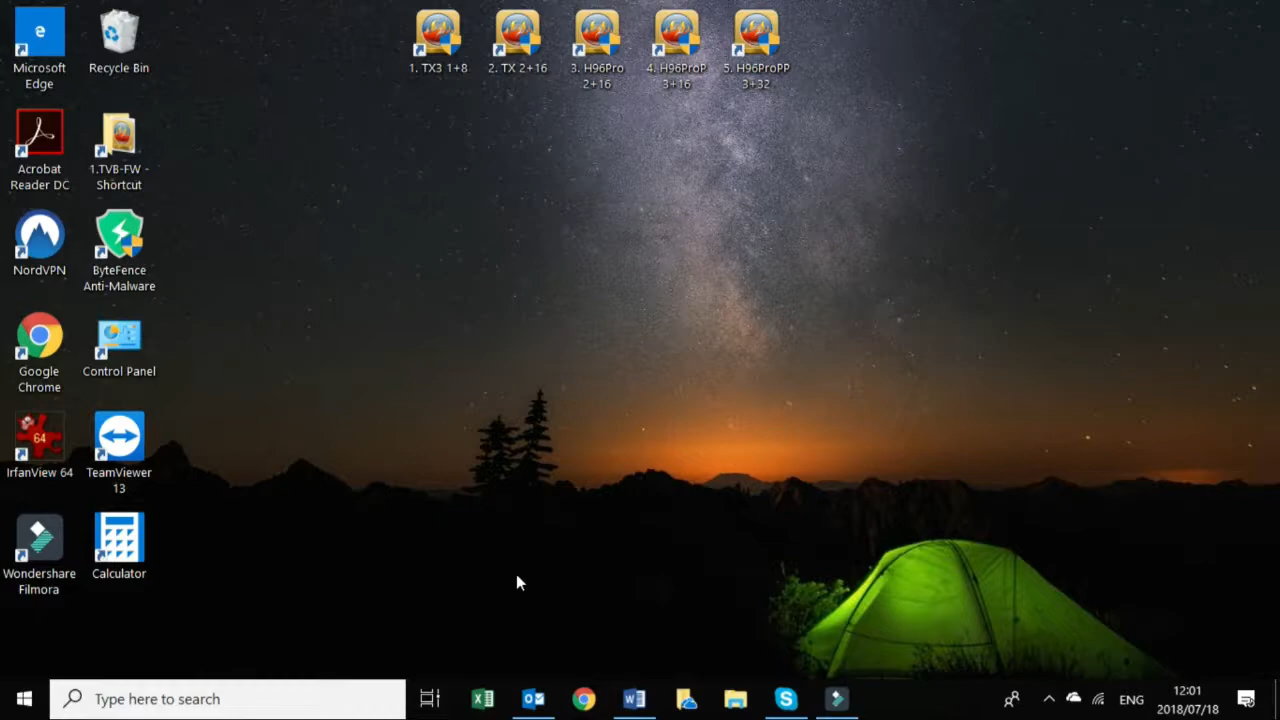 Microsoft
Edge
Recycle Bin
1. TX3 1+8
2. TX 2+16
3. H96Pro
2+16
4. H96ProP
3+16
5. H96ProPP
3+32
Acrobat
Reader DC
1.TVB-FW -
Shortcut
NordVPN
ByteFence
Anti-Malware
Google
Chrome
Control Panel
64
IrfanView 64
TeamViewer
13
Wondershare
Filmora
Calculator
Type here to search
ENG
12:01
2018/07/18